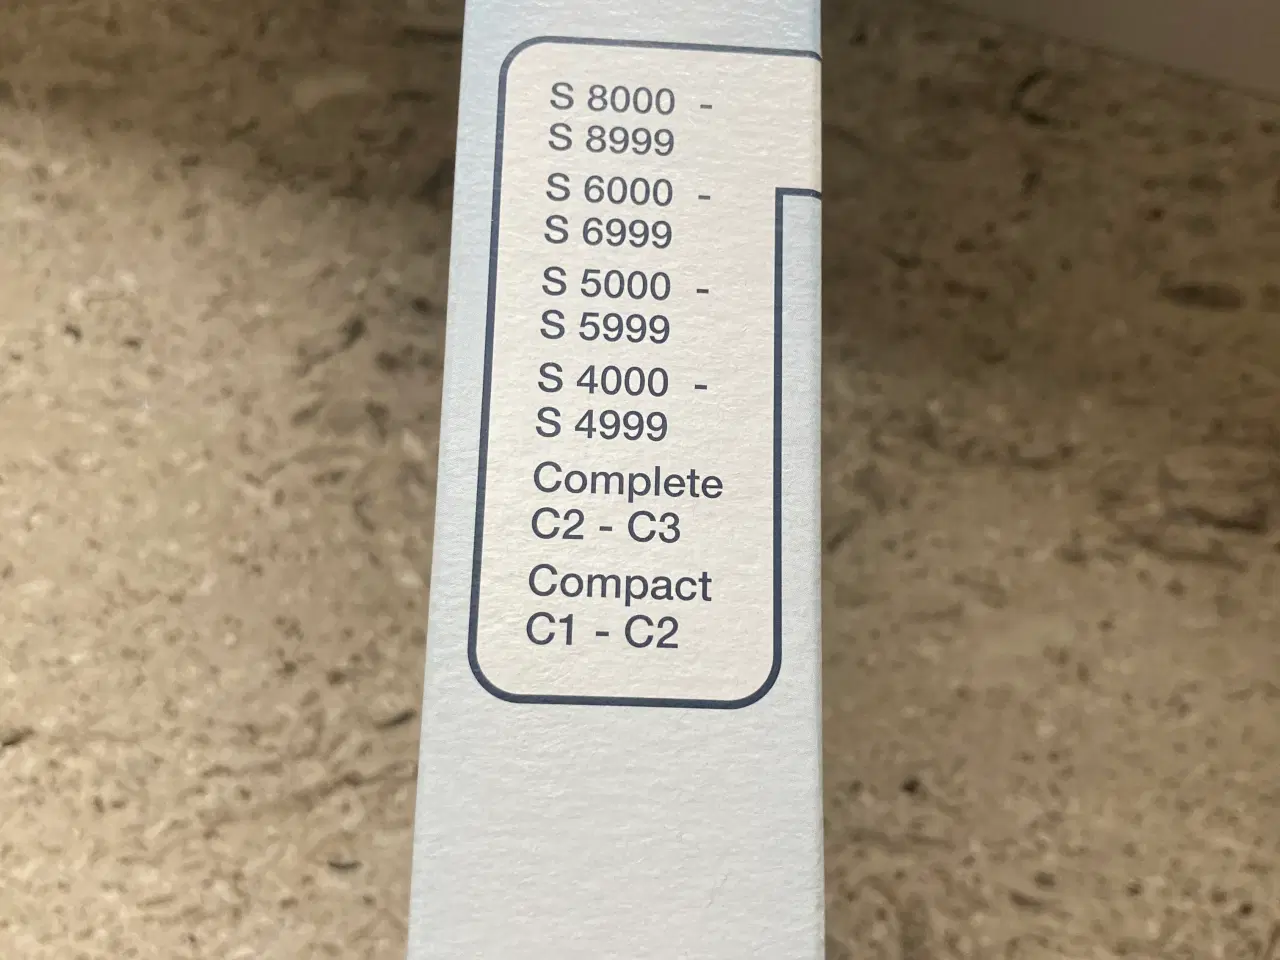 S 8000 -
S 8999
S 6000 -
S 6999
S 5000 -
S 5999
S 4000 -
S 4999
Complete
C2 - C3
Compact
C1 - C2